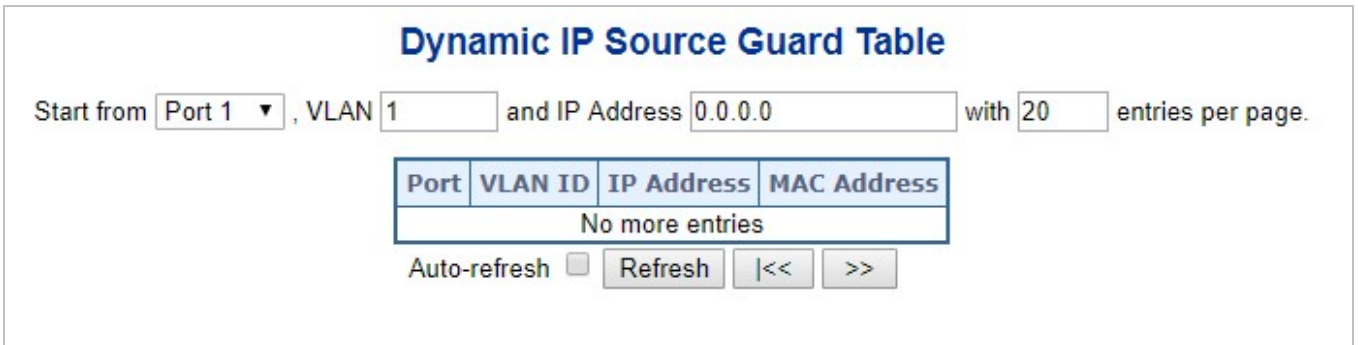 Dynamic IP Source Guard Table
Start from Port 1 ▼ , VLAN 1 and IP Address 0.0.0.0 with 20 entries per page.
Port VLAN ID IP Address MAC Address
No more entries
Auto-refresh Refresh |<< >>